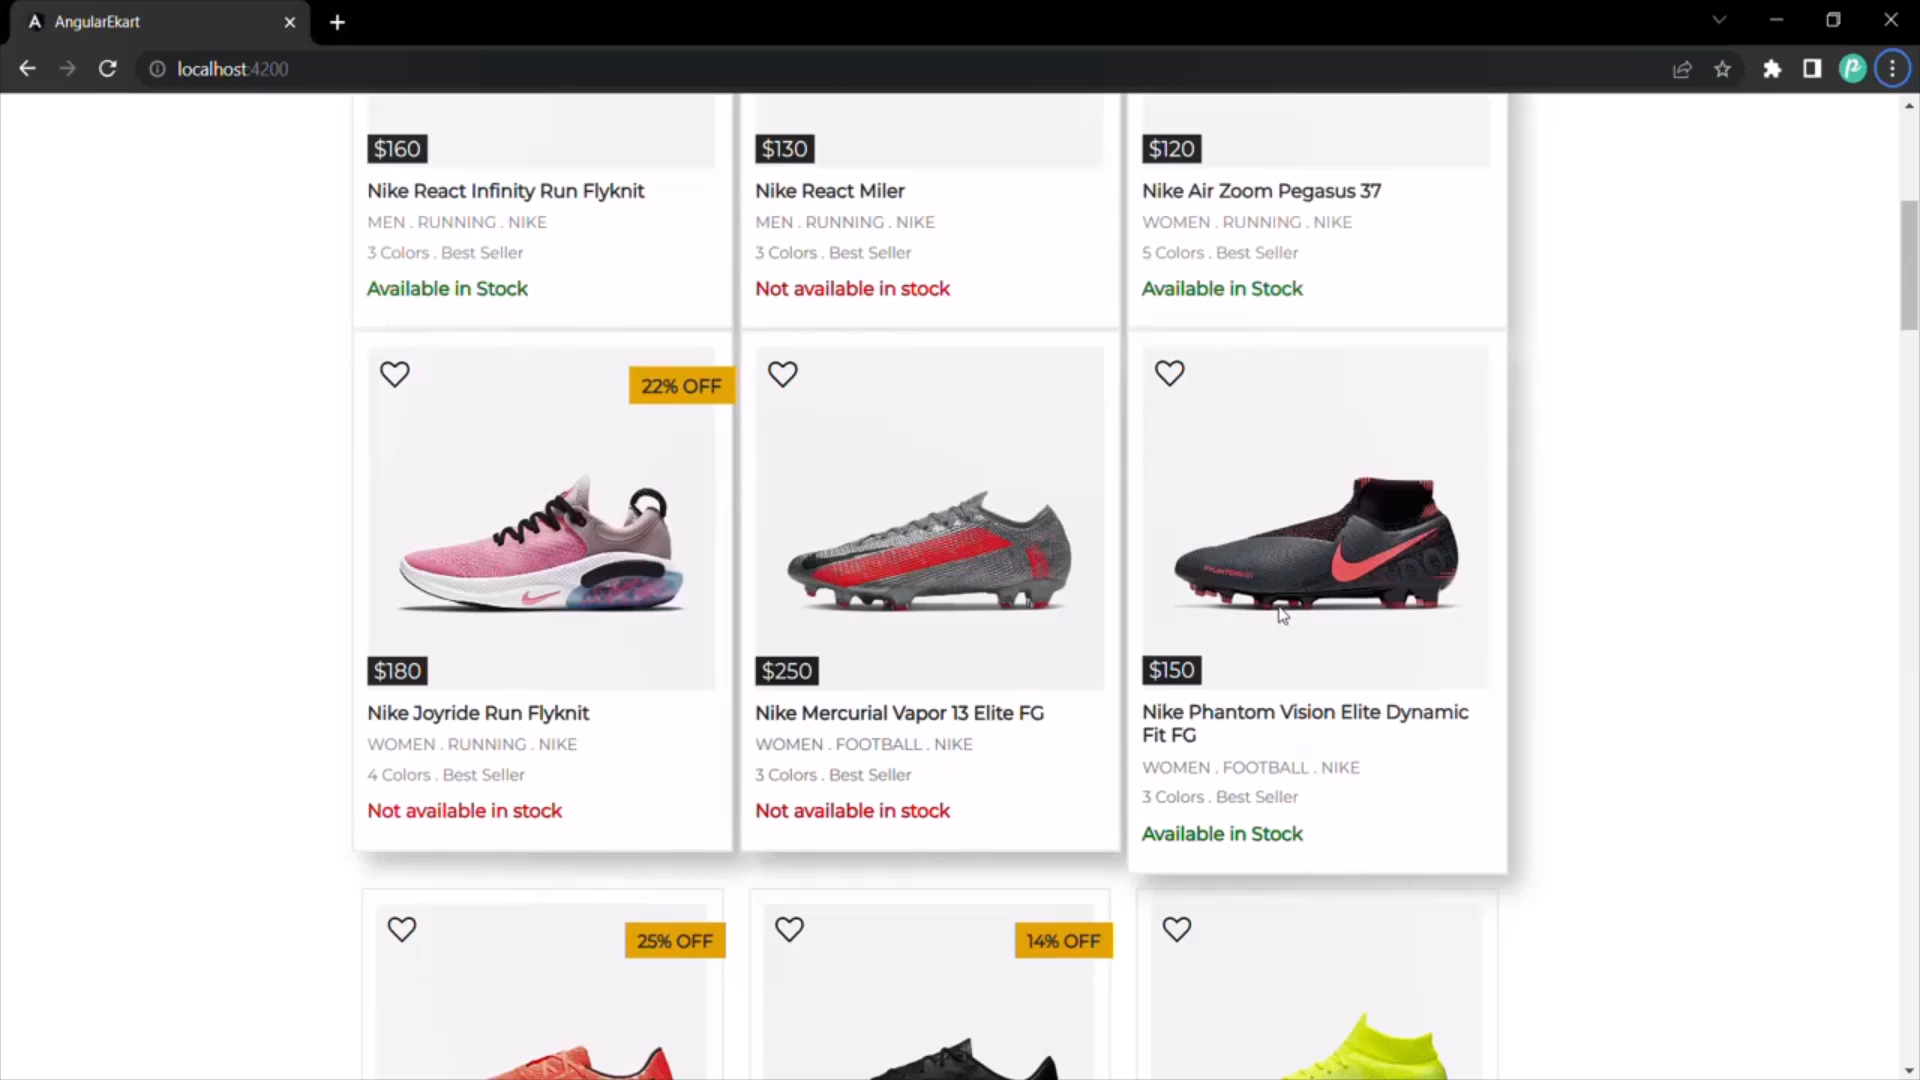 AngularEkart
localhost:4200
$160
$130
$120
Nike React Infinity Run Flyknit
Nike React Miler
Nike Air Zoom Pegasus 37
MEN . RUNNING . NIKE
MEN . RUNNING . NIKE
WOMEN . RUNNING . NIKE
3 Colors . Best Seller
3 Colors . Best Seller
5 Colors . Best Seller
Available in Stock
Not available in stock
Available in Stock
22% OFF
$180
$250
$150
Nike Joyride Run Flyknit
Nike Mercurial Vapor 13 Elite FG
Nike Phantom Vision Elite Dynamic
Fit FG
WOMEN . RUNNING . NIKE
WOMEN . FOOTBALL . NIKE
WOMEN . FOOTBALL . NIKE
4 Colors . Best Seller
3 Colors . Best Seller
3 Colors . Best Seller
Not available in stock
Not available in stock
Available in Stock
25% OFF
14% OFF